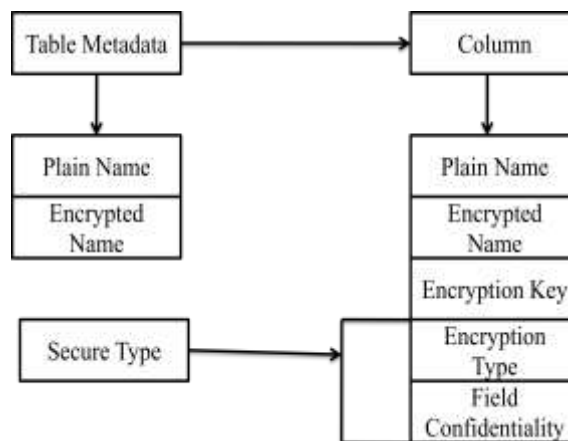 Table Metadata
Column
Plain Name
Encrypted
Name
Plain Name
Encrypted
Name
Encryption Key
Secure Type
Encryption
Type
Field
Confidentiality